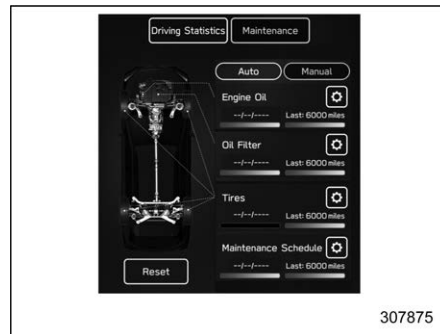 Driving Statistics Maintenance
Auto Manual
Engine Oil
--/--/---- Last: 6000 miles
Oil Filter
--/--/---- Last: 6000 miles
Tires
--/--/---- Last: 6000 miles
Maintenance Schedule
--/--/---- Last: 6000 miles
Reset
307875